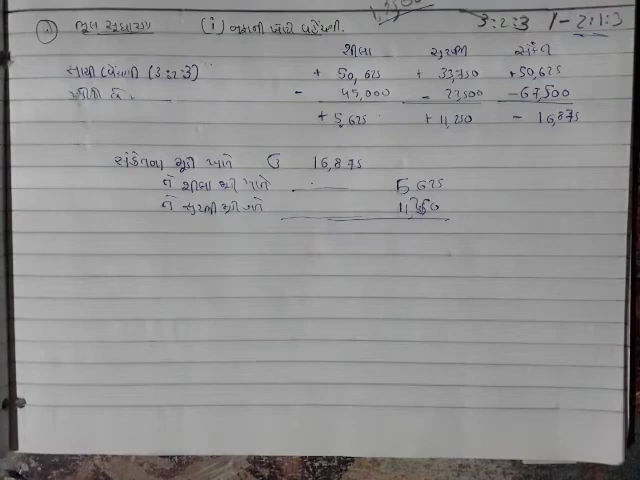 ભૂલ સુધારણા (i) નફાની ખોટી વહેંચણી. 3:2:3 / - 2:1:3
શીલા સુરભી સંકેત
સાચી વહેંચણી (3:2:3) + 50,625 + 33,750 + 50,625
- 45,000 - 22,500 - 67,500
+ 5,625 + 11,250 - 16,875
સંકેતના મૂડી ખાતે ઉ 16,875
તે શીલા મૂડી ખાતે 5,625
તે સુરભી મૂડી ખાતે 11,250